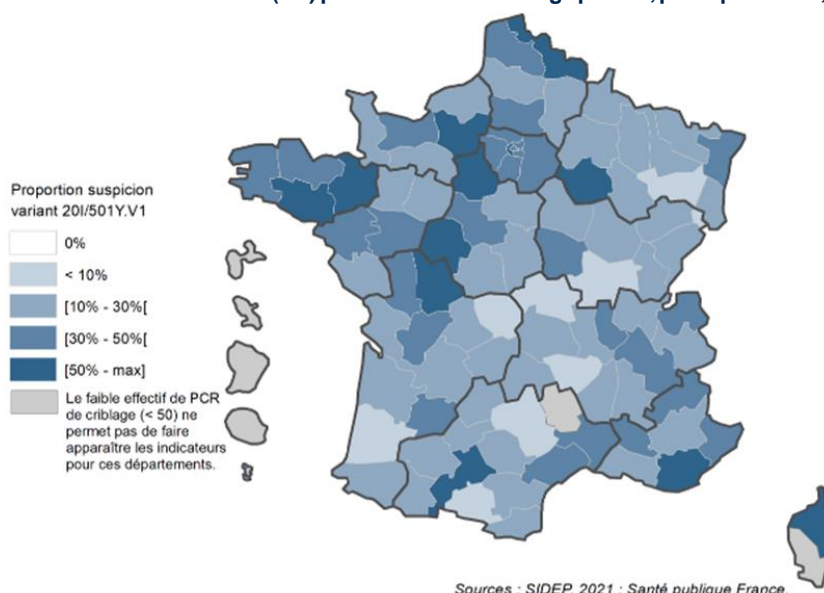 Proportion suspicion
variant 20I/501Y.V1
0%
< 10%
[10% - 30%[
[30% - 50%[
[50% - max]
Le faible effectif de PCR
de criblage (< 50) ne
permet pas de faire
apparaître les indicateurs
pour ces départements.
Sources : SIDEP, 2021 ; Santé publique France.